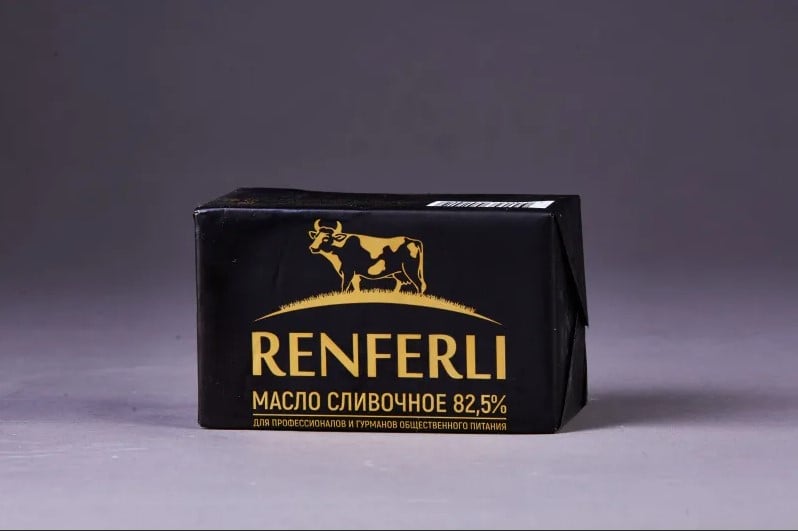 RENFERLI
МАСЛО СЛИВОЧНОЕ 82,5%
ДЛЯ ПРОФЕССИОНАЛОВ И ГУРМАНОВ ОБЩЕСТВЕННОГО ПИТАНИЯ